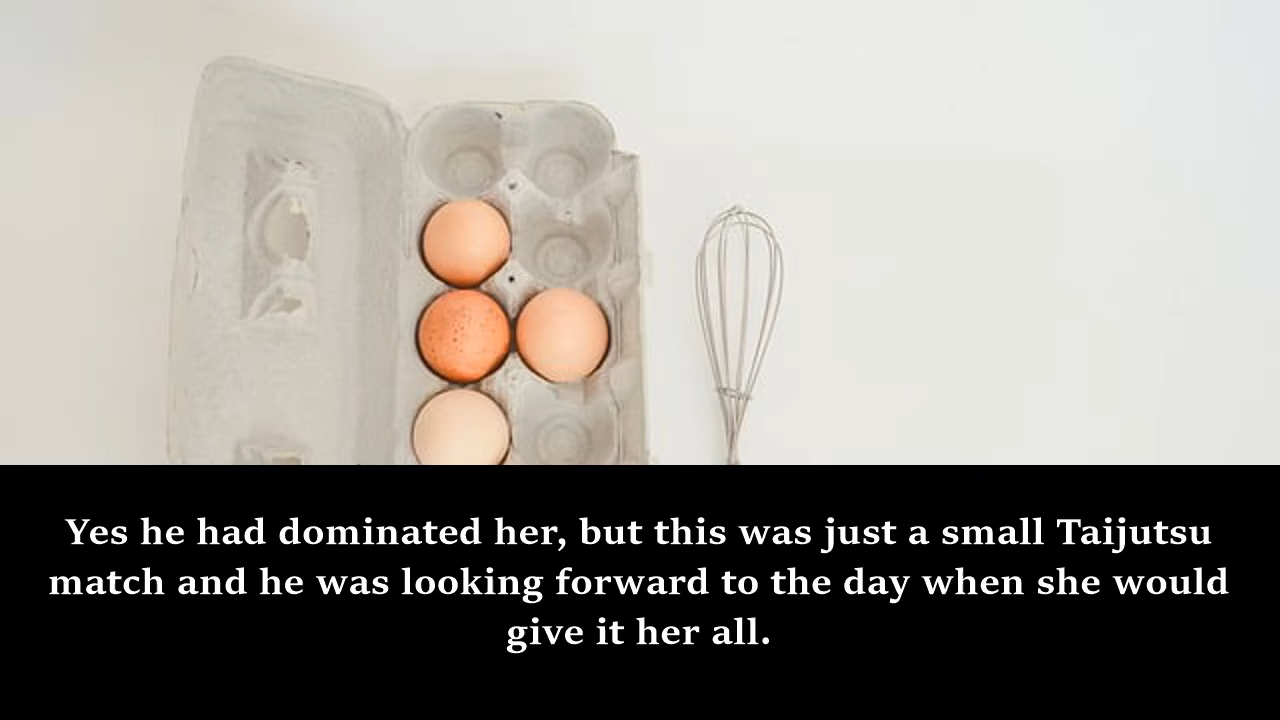 Yes he had dominated her, but this was just a small Taijutsu
match and he was looking forward to the day when she would
give it her all.